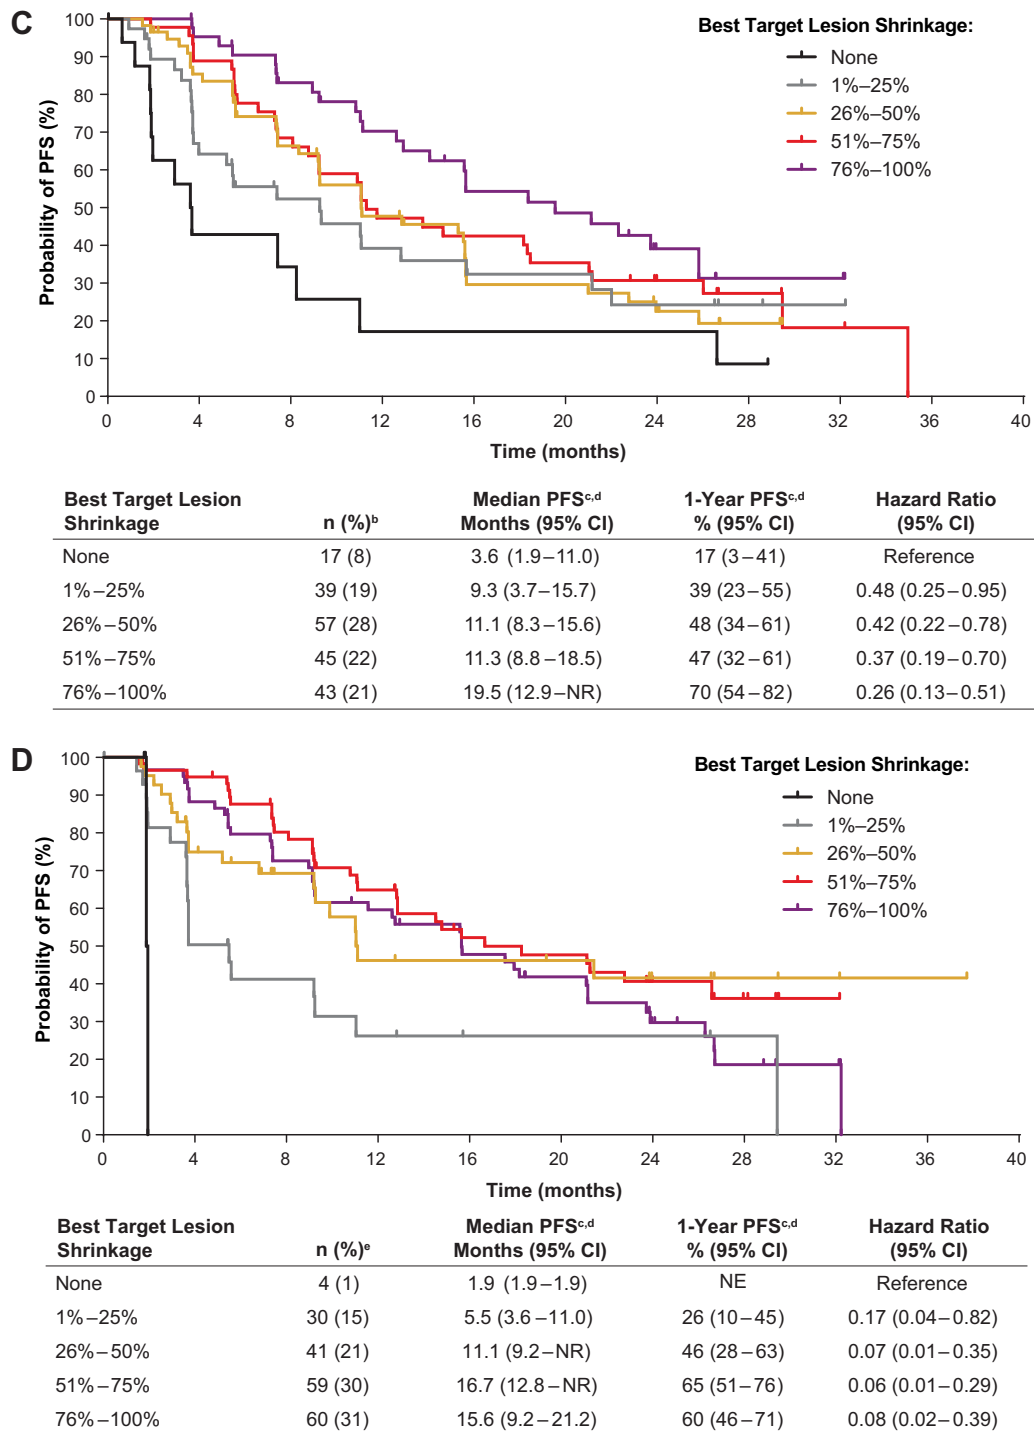 C
Best Target Lesion Shrinkage:
None
1%–25%
26%–50%
51%–75%
76%–100%
Probability of PFS (%)
100
90
80
70
60
50
40
30
20
10
0
0 4 8 12 16 20 24 28 32 36 40
Time (months)
Best Target Lesion Shrinkage n (%)ᵇ Median PFSᶜ,ᵈ Months (95% CI) 1-Year PFSᶜ,ᵈ % (95% CI) Hazard Ratio (95% CI)
None 17 (8) 3.6 (1.9–11.0) 17 (3–41) Reference
1%–25% 39 (19) 9.3 (3.7–15.7) 39 (23–55) 0.48 (0.25–0.95)
26%–50% 57 (28) 11.1 (8.3–15.6) 48 (34–61) 0.42 (0.22–0.78)
51%–75% 45 (22) 11.3 (8.8–18.5) 47 (32–61) 0.37 (0.19–0.70)
76%–100% 43 (21) 19.5 (12.9–NR) 70 (54–82) 0.26 (0.13–0.51)
D
Best Target Lesion Shrinkage:
None
1%–25%
26%–50%
51%–75%
76%–100%
Probability of PFS (%)
100
90
80
70
60
50
40
30
20
10
0
0 4 8 12 16 20 24 28 32 36 40
Time (months)
Best Target Lesion Shrinkage n (%)ᵉ Median PFSᶜ,ᵈ Months (95% CI) 1-Year PFSᶜ,ᵈ % (95% CI) Hazard Ratio (95% CI)
None 4 (1) 1.9 (1.9–1.9) NE Reference
1%–25% 30 (15) 5.5 (3.6–11.0) 26 (10–45) 0.17 (0.04–0.82)
26%–50% 41 (21) 11.1 (9.2–NR) 46 (28–63) 0.07 (0.01–0.35)
51%–75% 59 (30) 16.7 (12.8–NR) 65 (51–76) 0.06 (0.01–0.29)
76%–100% 60 (31) 15.6 (9.2–21.2) 60 (46–71) 0.08 (0.02–0.39)